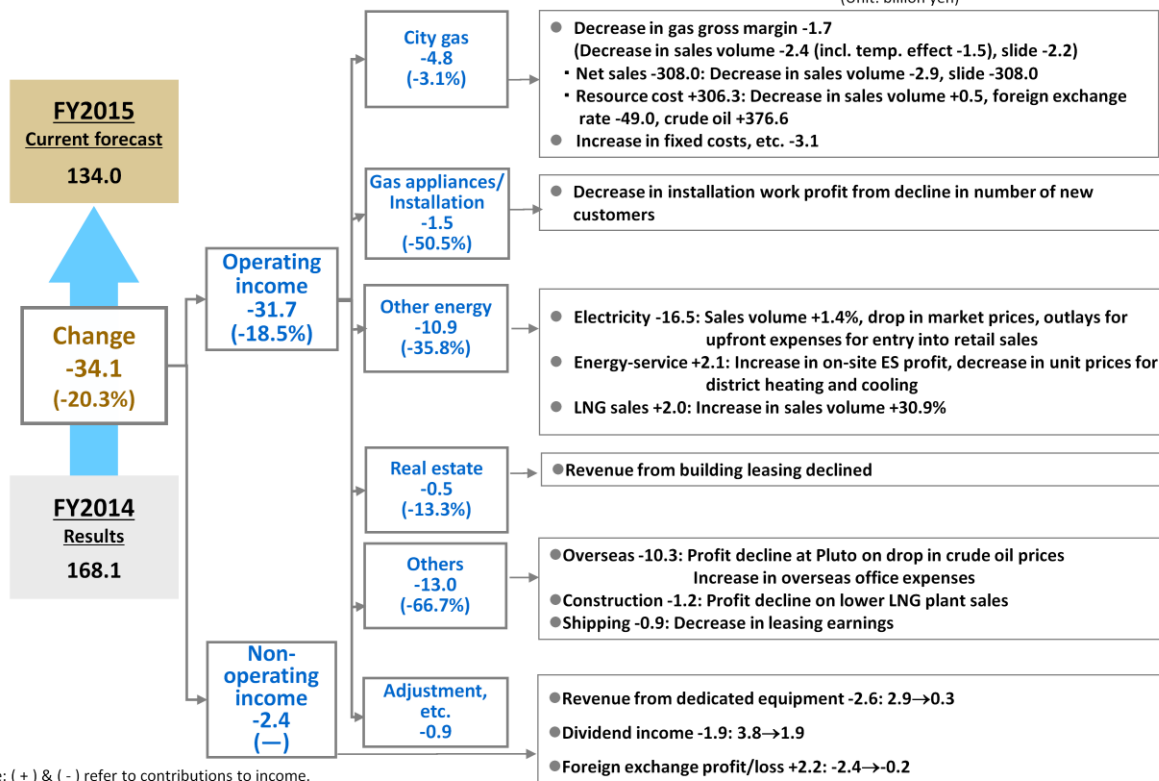 (Unit: billion yen)
FY2015
Current forecast
134.0
Change
-34.1
(-20.3%)
FY2014
Results
168.1
Operating
income
-31.7
(-18.5%)
Non-
operating
income
-2.4
(—)
City gas
-4.8
(-3.1%)
● Decrease in gas gross margin -1.7
(Decrease in sales volume -2.4 (incl. temp. effect -1.5), slide -2.2)
・Net sales -308.0: Decrease in sales volume -2.9, slide -308.0
・Resource cost +306.3: Decrease in sales volume +0.5, foreign exchange
rate -49.0, crude oil +376.6
● Increase in fixed costs, etc. -3.1
Gas appliances/
Installation
-1.5
(-50.5%)
● Decrease in installation work profit from decline in number of new
customers
Other energy
-10.9
(-35.8%)
● Electricity -16.5: Sales volume +1.4%, drop in market prices, outlays for
upfront expenses for entry into retail sales
● Energy-service +2.1: Increase in on-site ES profit, decrease in unit prices for
district heating and cooling
● LNG sales +2.0: Increase in sales volume +30.9%
Real estate
-0.5
(-13.3%)
●Revenue from building leasing declined
Others
-13.0
(-66.7%)
●Overseas -10.3: Profit decline at Pluto on drop in crude oil prices
Increase in overseas office expenses
●Construction -1.2: Profit decline on lower LNG plant sales
●Shipping -0.9: Decrease in leasing earnings
Adjustment,
etc.
-0.9
●Revenue from dedicated equipment -2.6: 2.9→0.3
●Dividend income -1.9: 3.8→1.9
●Foreign exchange profit/loss +2.2: -2.4→-0.2
e: ( + ) & ( - ) refer to contributions to income.